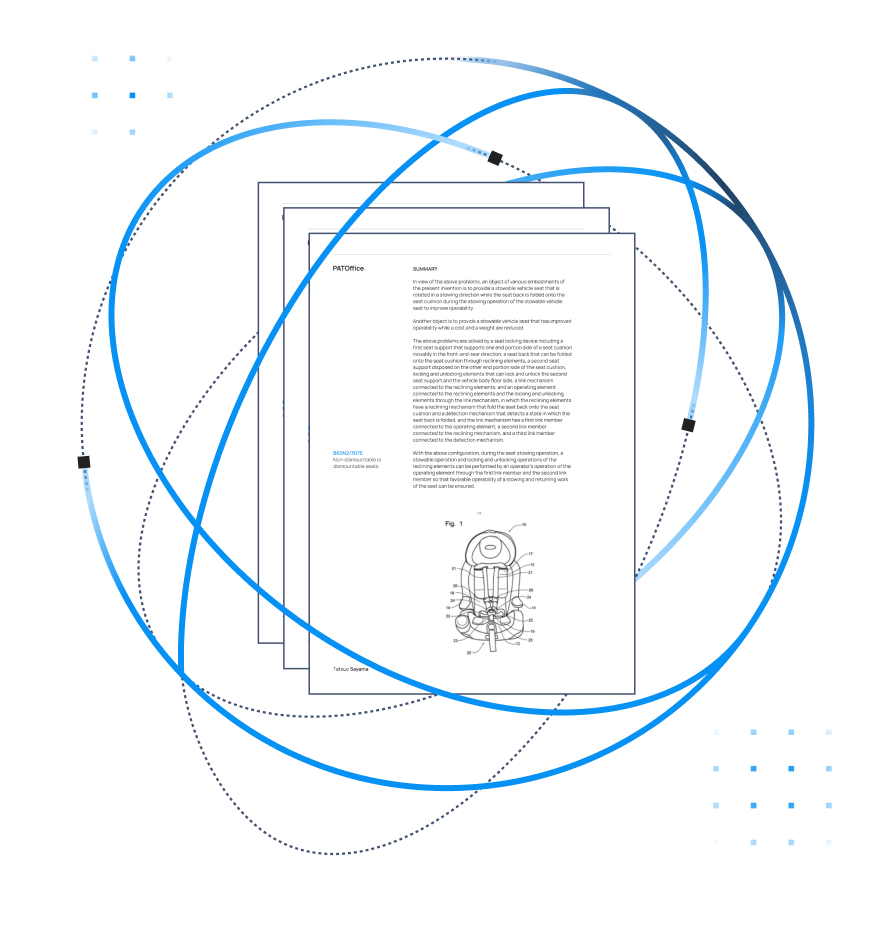 PATOffice.
SUMMARY
In view of the above problems, an object of various embodiments of
the present invention is to provide a stowable vehicle seat that is
rotated in a stowing direction while the seat back is folded onto the
seat cushion during the stowing operation of the stowable vehicle
seat to improve operability.
Another object is to provide a stowable vehicle seat that has improved
operability while a cost and a weight are reduced.
The above problems are solved by a seat locking device including a
first seat support that supports one end portion side of a seat cushion
movably in the front-end-rear direction, a seat back that can be folded
onto the seat cushion through reclining elements, a second seat
support disposed on the other end portion side of the seat cushion,
locking and unlocking elements that can lock and unlock the second
seat support and the vehicle body floor side, a link mechanism
connected to the reclining elements, and an operating element
connected to the reclining elements and the locking and unlocking
elements through the link mechanism, in which the reclining elements
have a reclining mechanism that fold the seat back onto the seat
cushion and a detection mechanism that detects a state in which the
seat back is folded, and the link mechanism has a first link member
connected to the operating element, a second link member
connected to the reclining mechanism, and a third link member
connected to the detection mechanism.
B60N2/3075
Non-dismountable or
dismountable seats.
With the above configuration, during the seat stowing operation, a
stowable operation and locking and unlocking operations of the
reclining elements can be performed by an operator's operation of the
operating element through the first link member and the second link
member so that favorable operability of a stowing and returning work
of the seat can be ensured.
Fig. 1
10
17
13
21
21
Tatsuo Sayama